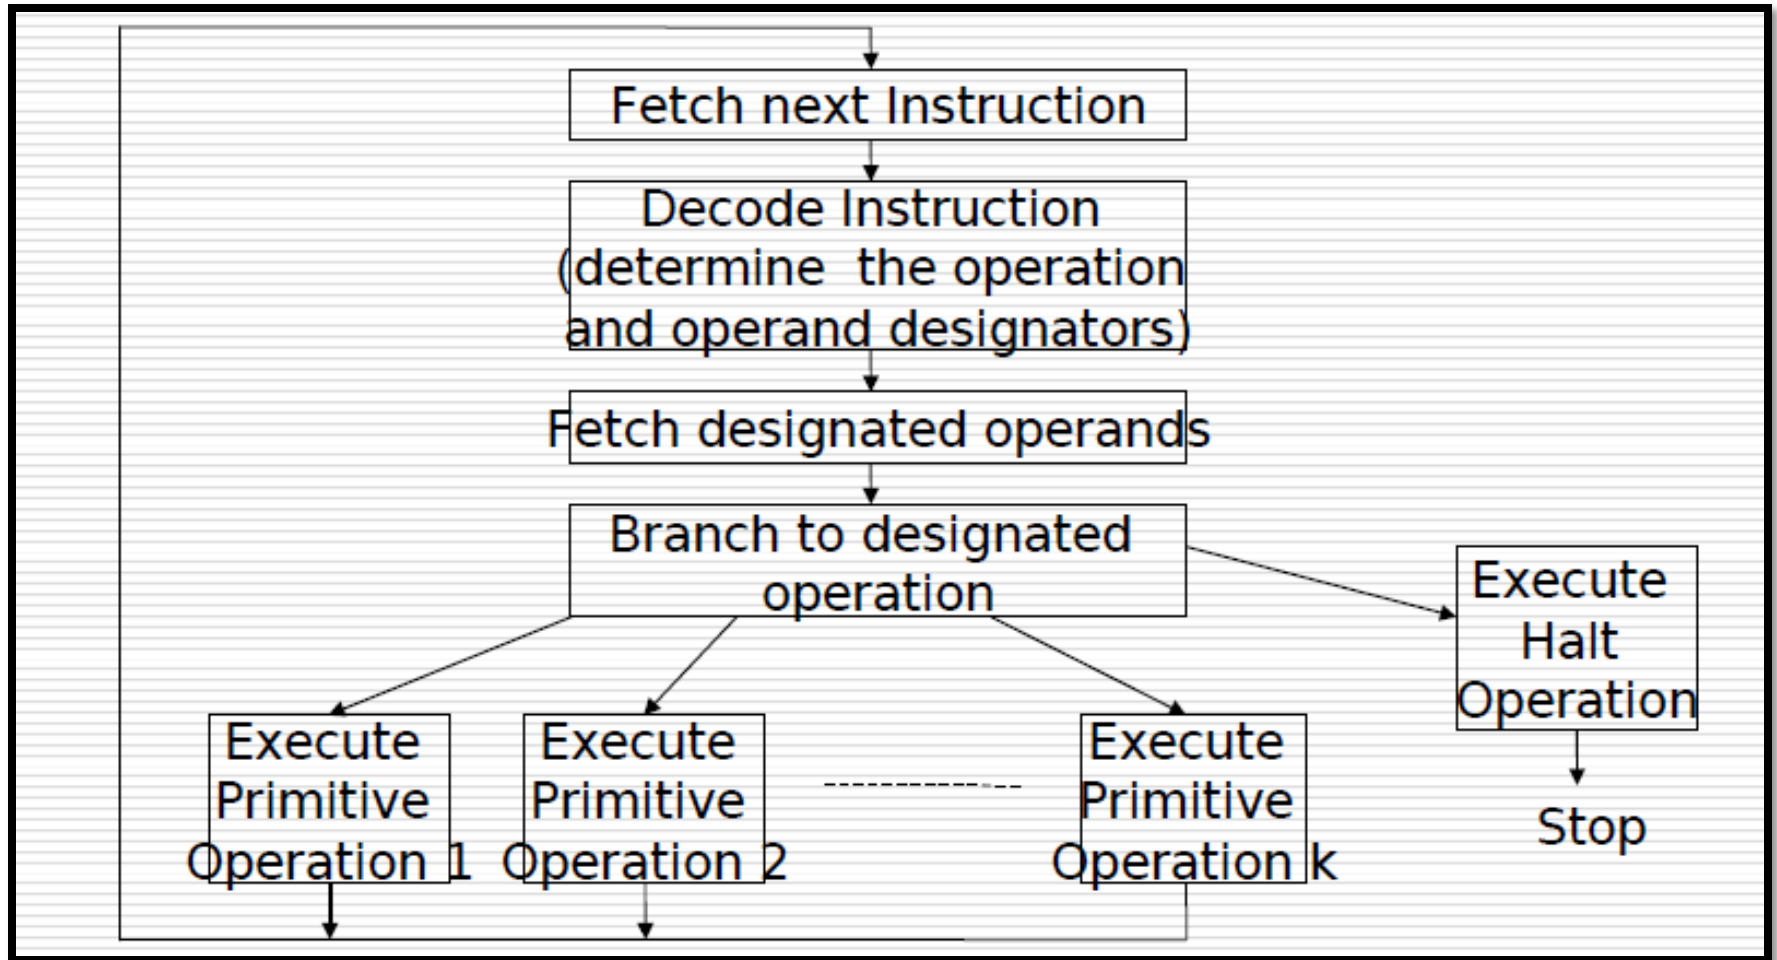 Fetch next Instruction
Decode Instruction
(determine  the operation
and operand designators)
Fetch designated operands
Branch to designated
operation
Execute
Halt
Operation
Execute
Primitive
Operation 1
Execute
Primitive
Operation 2
Execute
Primitive
Operation k
Stop